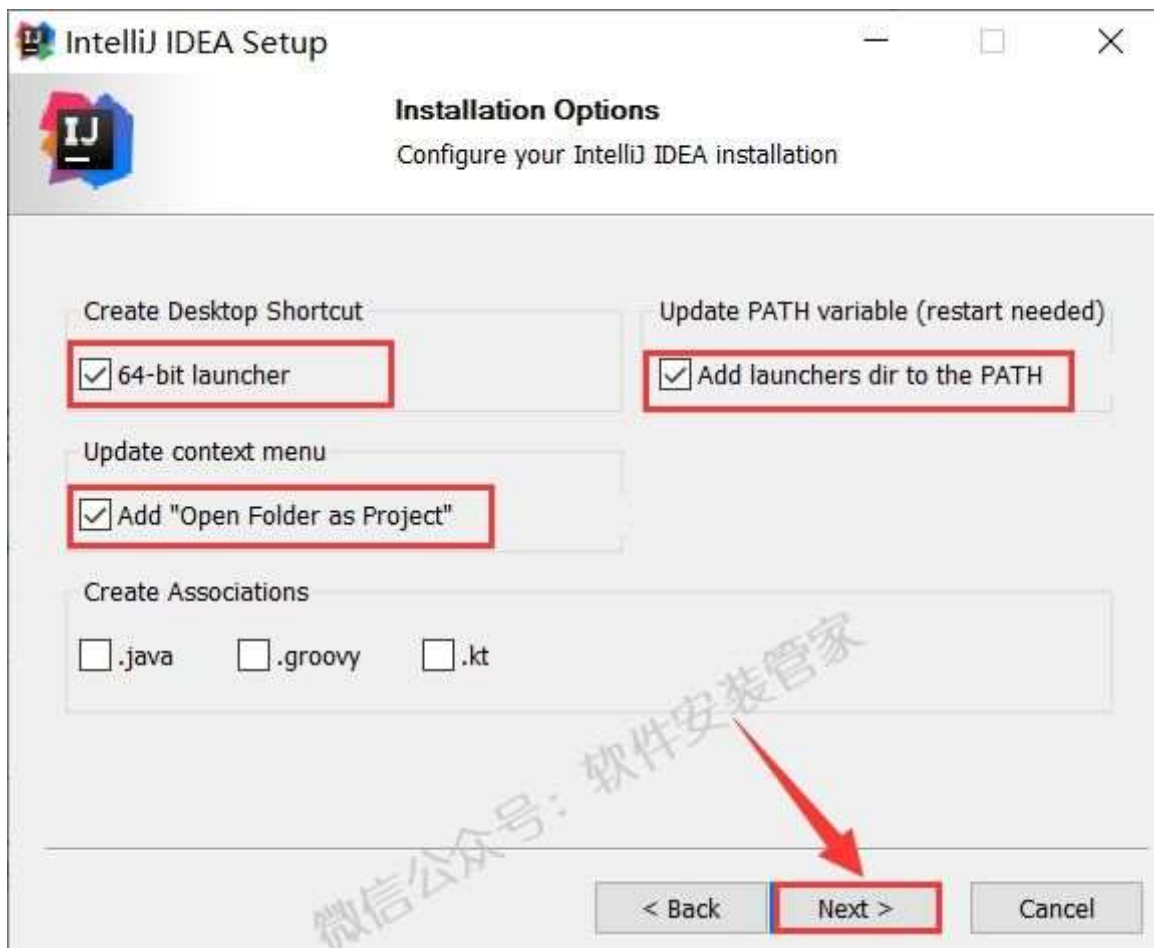 IntelliJ IDEA Setup
IJ
Installation Options
Configure your IntelliJ IDEA installation
Create Desktop Shortcut
Update PATH variable (restart needed)
64-bit launcher
Add launchers dir to the PATH
Update context menu
Add "Open Folder as Project"
Create Associations
.java .groovy .kt
微信公众号：软件安装管家
< Back Next > Cancel